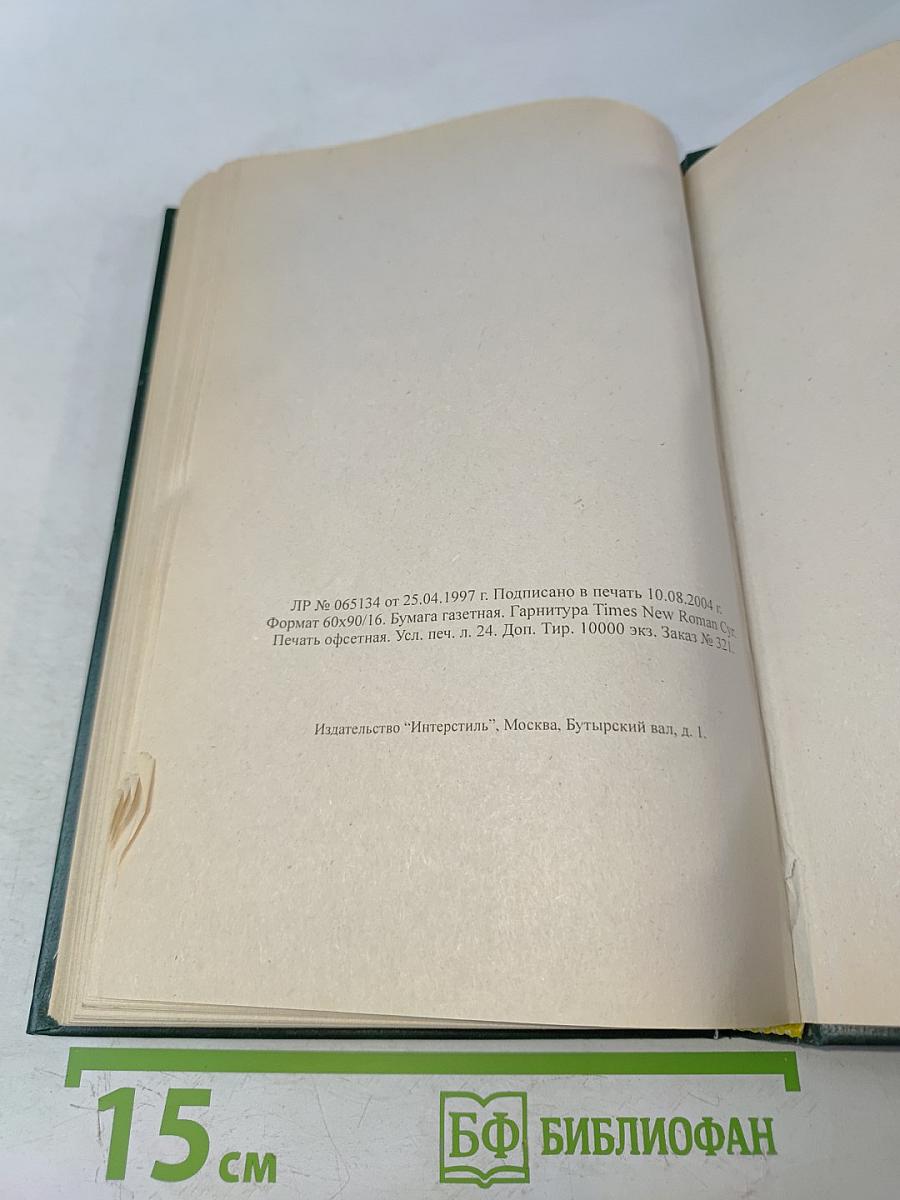 ЛР № 065134 от 25.04.1997 г. Подписано в печать 10.08.2004 г.
Формат 60х90/16. Бумага газетная. Гарнитура Times New Roman Cyr.
Печать офсетная. Усл. печ. л. 24. Доп. Тир. 10000 экз. Заказ № 321.
Издательство “Интерстиль”, Москва, Бутырский вал, д. 1.
15 см
БФ БИБЛИОФАН